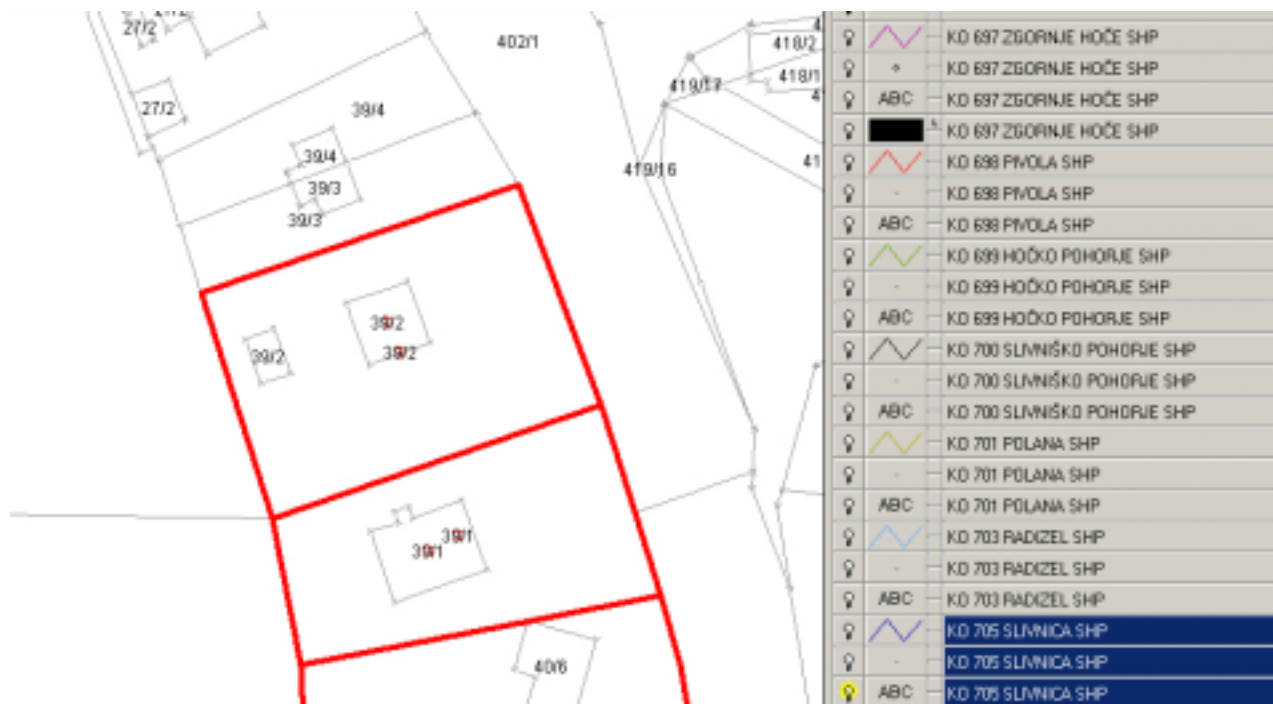 27/2
27/2
402/1
418/2
418/1
419/17
39/4
39/4
39/3
39/3
419/16
39/2
39/2
39/2
39/1
39/1
40/6
KO 697 ZGORNJE HOČE SHP
KO 697 ZGORNJE HOČE SHP
ABC KO 697 ZGORNJE HOČE SHP
KO 697 ZGORNJE HOČE SHP
KO 698 PIVOLA SHP
KO 698 PIVOLA SHP
ABC KO 698 PIVOLA SHP
KO 699 HOČKO POHORJE SHP
KO 699 HOČKO POHORJE SHP
ABC KO 699 HOČKO POHORJE SHP
KO 700 SLIVNIŠKO POHORJE SHP
KO 700 SLIVNIŠKO POHORJE SHP
ABC KO 700 SLIVNIŠKO POHORJE SHP
KO 701 POLANA SHP
KO 701 POLANA SHP
ABC KO 701 POLANA SHP
KO 703 RADIZEL SHP
KO 703 RADIZEL SHP
ABC KO 703 RADIZEL SHP
KO 705 SLIVNICA SHP
KO 705 SLIVNICA SHP
ABC KO 705 SLIVNICA SHP